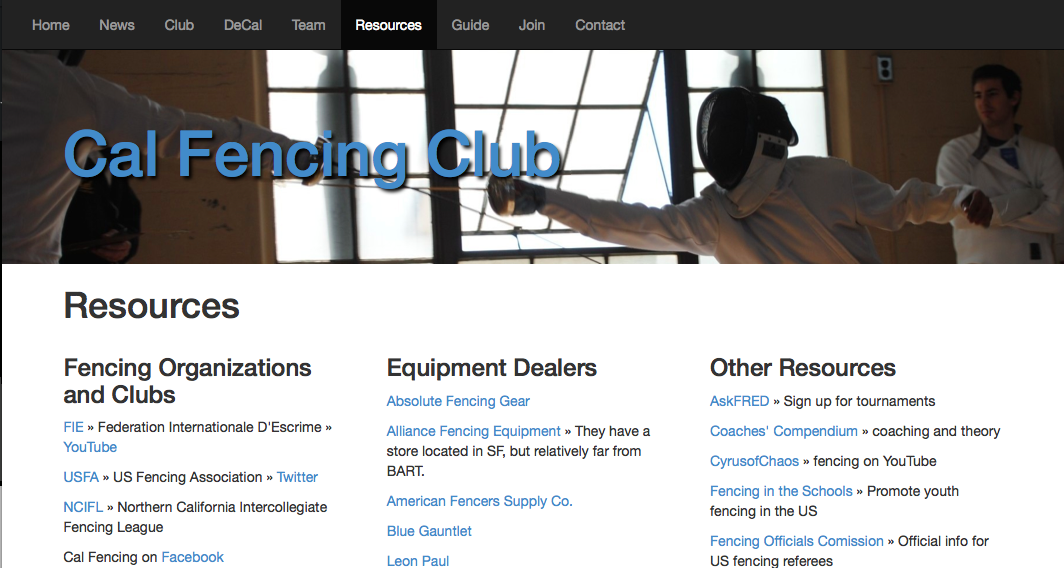 Home News Club DeCal Team Resources Guide Join Contact
Cal Fencing Club
Resources
Fencing Organizations
and Clubs
FIE » Federation Internationale D'Escrime »
YouTube
USFA » US Fencing Association » Twitter
NCIFL » Northern California Intercollegiate
Fencing League
Cal Fencing on Facebook
Equipment Dealers
Absolute Fencing Gear
Alliance Fencing Equipment » They have a
store located in SF, but relatively far from
BART.
American Fencers Supply Co.
Blue Gauntlet
Leon Paul
Other Resources
AskFRED » Sign up for tournaments
Coaches' Compendium » coaching and theory
CyrusofChaos » fencing on YouTube
Fencing in the Schools » Promote youth
fencing in the US
Fencing Officials Comission » Official info for
US fencing referees